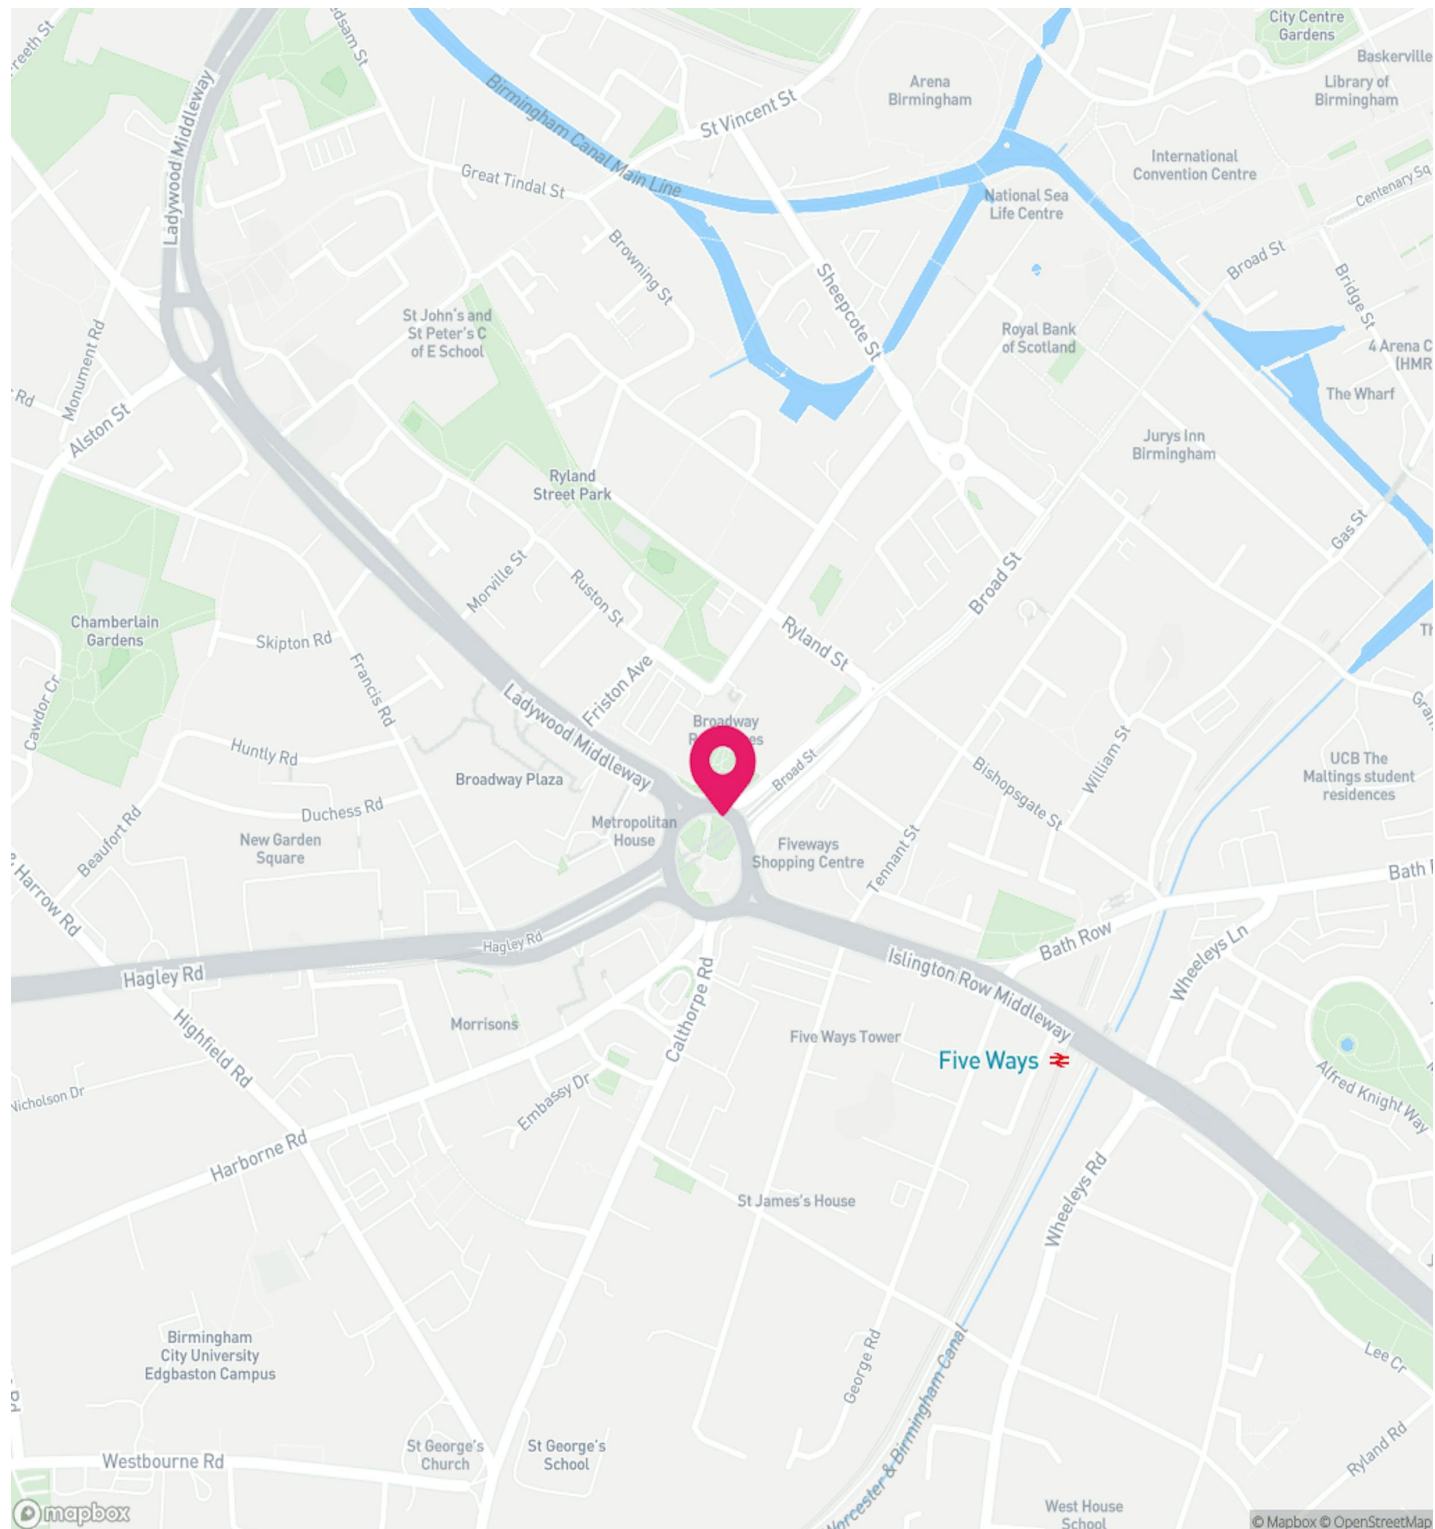 City Centre
Gardens
Freeth St
Baskerville
Arena
Birmingham
Library of
Birmingham
Ladywood Middleway
Birmingham Canal Main Line
St Vincent St
International
Convention Centre
Great Tindal St
National Sea
Life Centre
Centenary Sq
Browning St
Broad St
Bridge St
Sheepcote St
St John's and
St Peter's C
of E School
Royal Bank
of Scotland
4 Arena C
(HMR
Monument Rd
Rd
The Wharf
Alston St
Jurys Inn
Birmingham
Ryland
Street Park
Gas St
Morville St
Ruston St
Broad St
Chamberlain
Gardens
Skipton Rd
Ryland St
Th
Francis Rd
Friston Ave
Cawdor Cr
Ladywood Middleway
Broadway
Gran
Huntly Rd
Broadway Plaza
Broad St
Bishopsgate St
William St
UCB The
Maltings student
residences
Duchess Rd
Beaufort Rd
New Garden
Square
Metropolitan
House
Fiveways
Shopping Centre
Tennant St
Bath
Harrow Rd
Hagley Rd
Bath Row
Wheeleys Ln
Hagley Rd
Islington Row Middleway
Highfield Rd
Morrisons
Calthorpe Rd
Five Ways Tower
Five Ways
Nicholson Dr
Embassy Dr
Alfred Knight Way
Harborne Rd
St James's House
Wheeleys Rd
Birmingham
City University
Edgbaston Campus
George Rd
Worcester & Birmingham Canal
Lee Cr
Westbourne Rd
St George's
Church
St George's
School
Ryland Rd
West House
School
mapbox
© Mapbox © OpenStreetMap